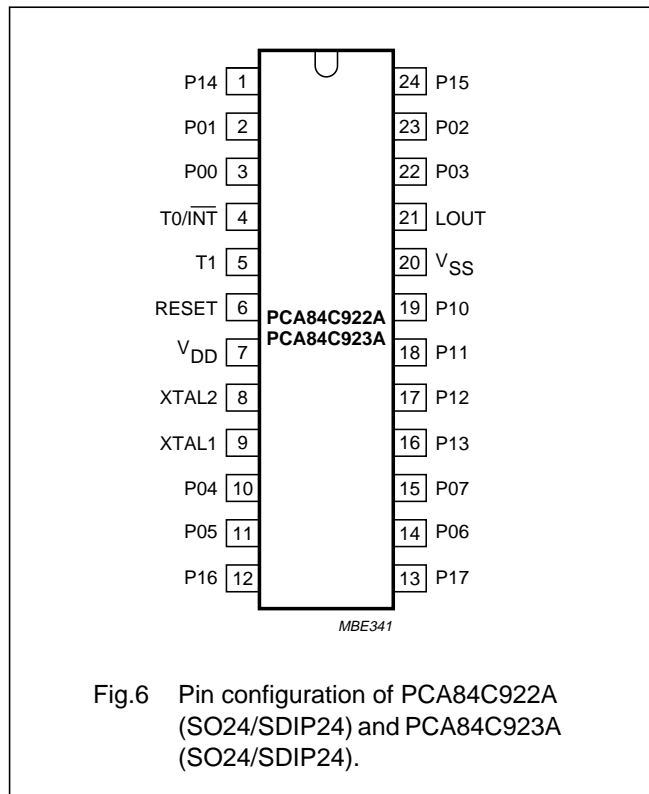 P14 1 24 P15
P01 2 23 P02
P00 3 22 P03
T0/INT 4 21 LOUT
T1 5 20 VSS
RESET 6 19 P10
PCA84C922A
PCA84C923A
VDD 7 18 P11
XTAL2 8 17 P12
XTAL1 9 16 P13
P04 10 15 P07
P05 11 14 P06
P16 12 13 P17
MBE341
Fig.6 Pin configuration of PCA84C922A
(SO24/SDIP24) and PCA84C923A
(SO24/SDIP24).